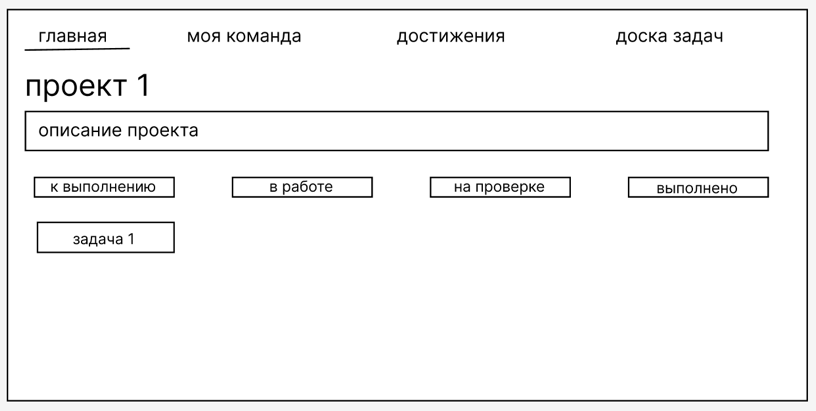 главная моя команда достижения доска задач
проект 1
описание проекта
к выполнению в работе на проверке выполнено
задача 1